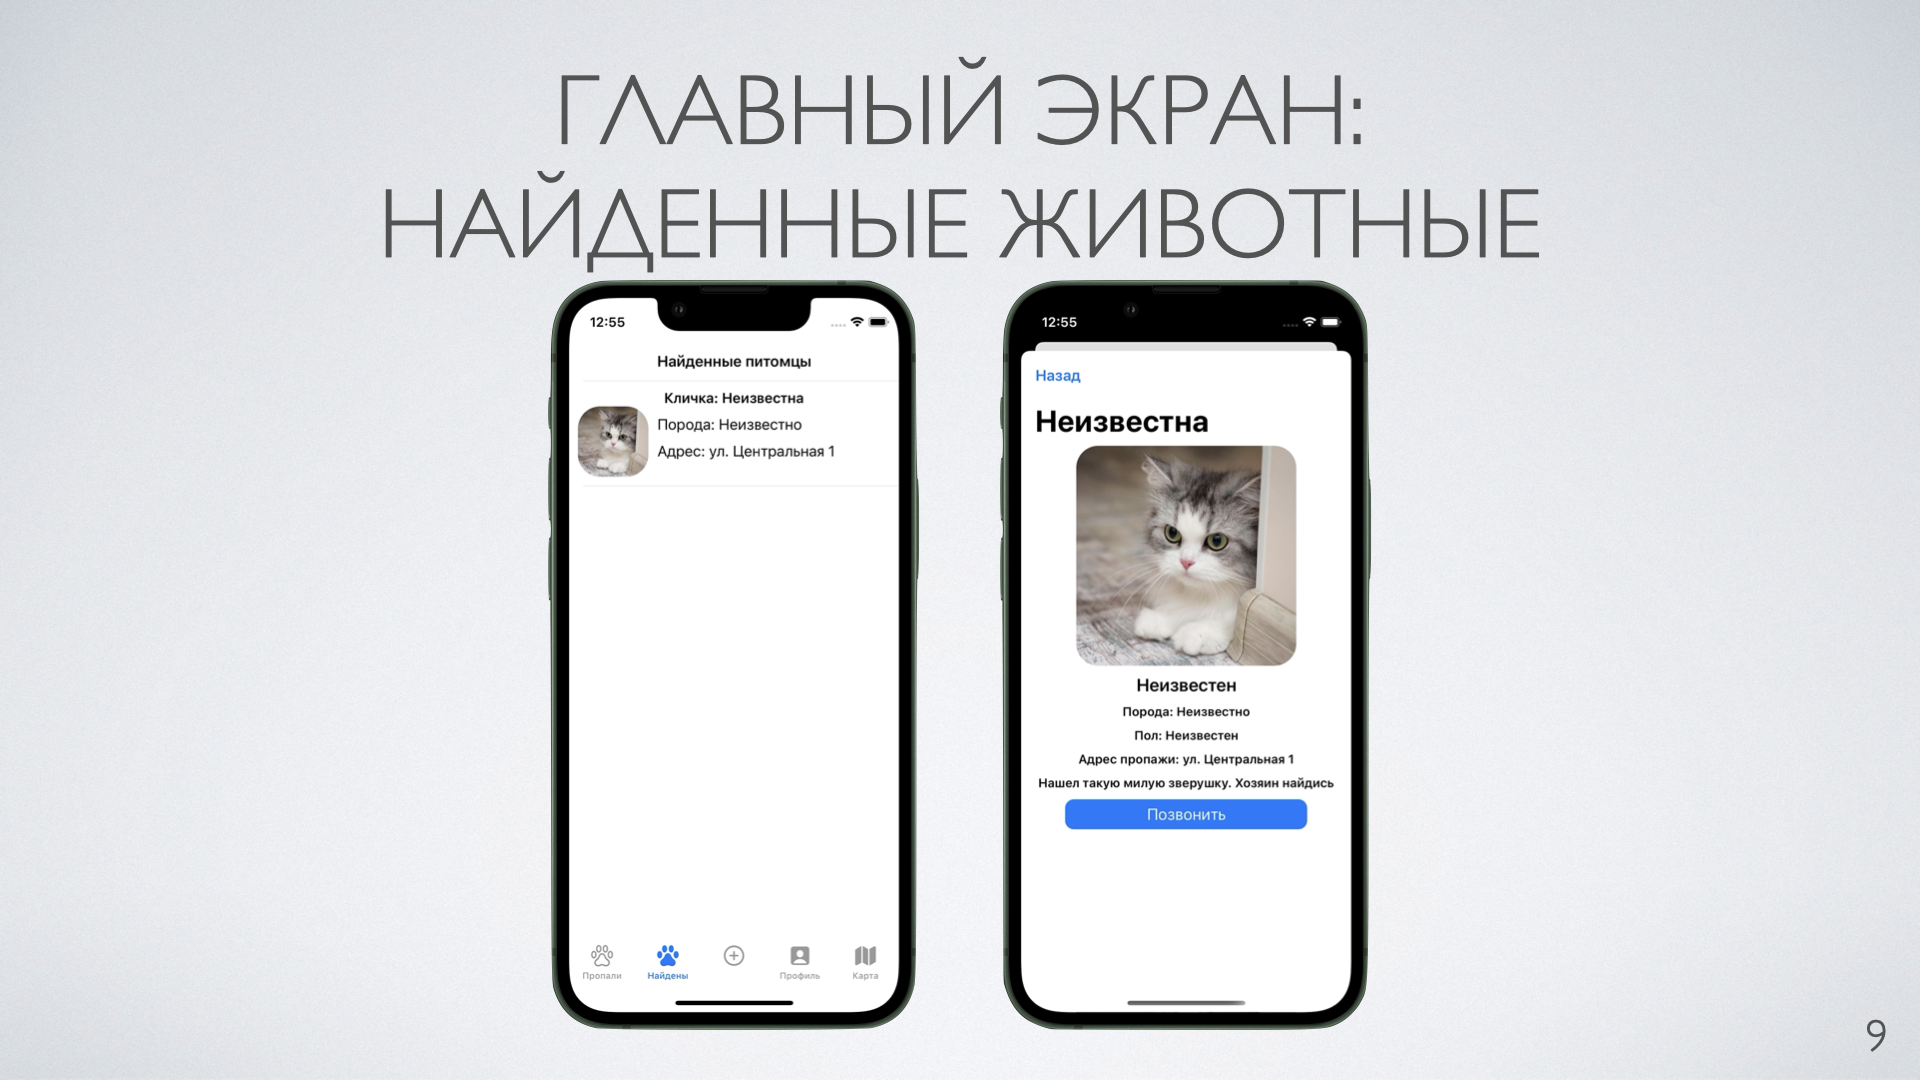 ГЛАВНЫЙ ЭКРАН:
НАЙДЕННЫЕ ЖИВОТНЫЕ
12:55
Найденные питомцы
Кличка: Неизвестна
Порода: Неизвестно
Адрес: ул. Центральная 1
Пропали
Найдены
Профиль
Карта
12:55
Назад
Неизвестна
Неизвестен
Порода: Неизвестно
Пол: Неизвестен
Адрес пропажи: ул. Центральная 1
Нашел такую милую зверушку. Хозяин найдись
Позвонить
9